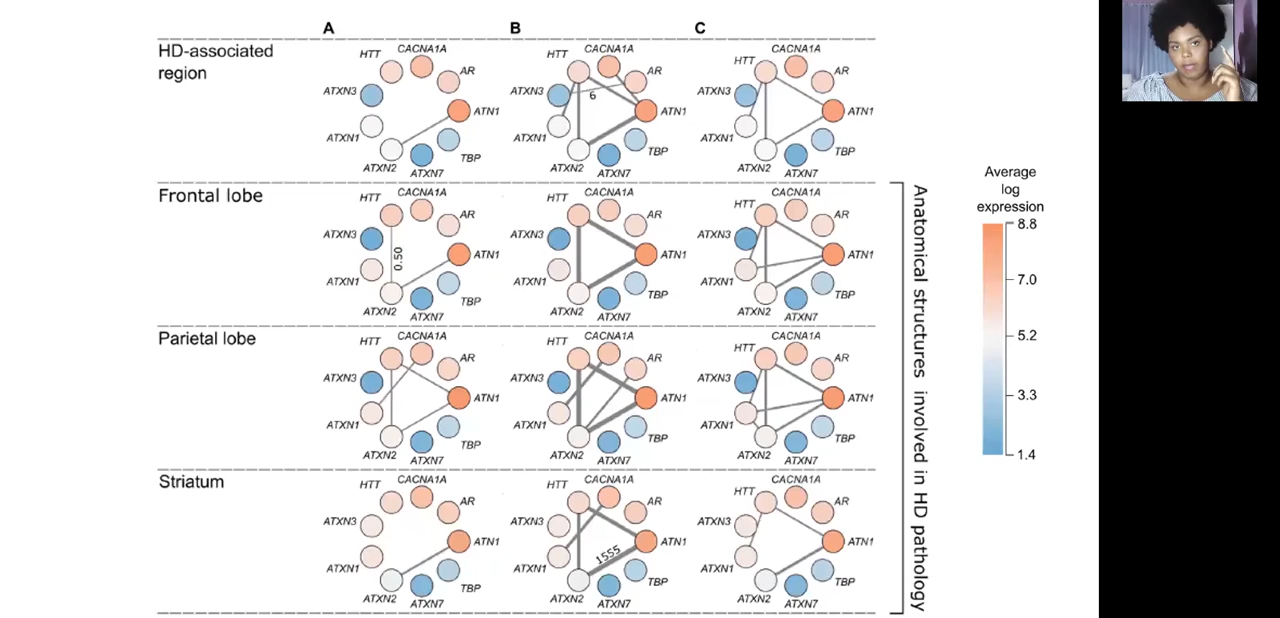 A
B
C
HD-associated
region
HTT
CACNA1A
AR
ATN1
TBP
ATXN7
ATXN2
ATXN1
ATXN3
HTT
CACNA1A
AR
ATN1
TBP
ATXN7
ATXN2
ATXN1
ATXN3
6
HTT
CACNA1A
AR
ATN1
TBP
ATXN7
ATXN2
ATXN1
ATXN3
Frontal lobe
HTT
CACNA1A
AR
ATN1
TBP
ATXN7
ATXN2
ATXN1
ATXN3
0.50
HTT
CACNA1A
AR
ATN1
TBP
ATXN7
ATXN2
ATXN1
ATXN3
HTT
CACNA1A
AR
ATN1
TBP
ATXN7
ATXN2
ATXN1
ATXN3
Parietal lobe
HTT
CACNA1A
AR
ATN1
TBP
ATXN7
ATXN2
ATXN1
ATXN3
HTT
CACNA1A
AR
ATN1
TBP
ATXN7
ATXN2
ATXN1
ATXN3
HTT
CACNA1A
AR
ATN1
TBP
ATXN7
ATXN2
ATXN1
ATXN3
Striatum
HTT
CACNA1A
AR
ATN1
TBP
ATXN7
ATXN2
ATXN1
ATXN3
HTT
CACNA1A
AR
ATN1
TBP
ATXN7
ATXN2
ATXN1
ATXN3
1555
HTT
CACNA1A
AR
ATN1
TBP
ATXN7
ATXN2
ATXN1
ATXN3
Anatomical structures involved in HD pathology
Average
log
expression
8.8
7.0
5.2
3.3
1.4